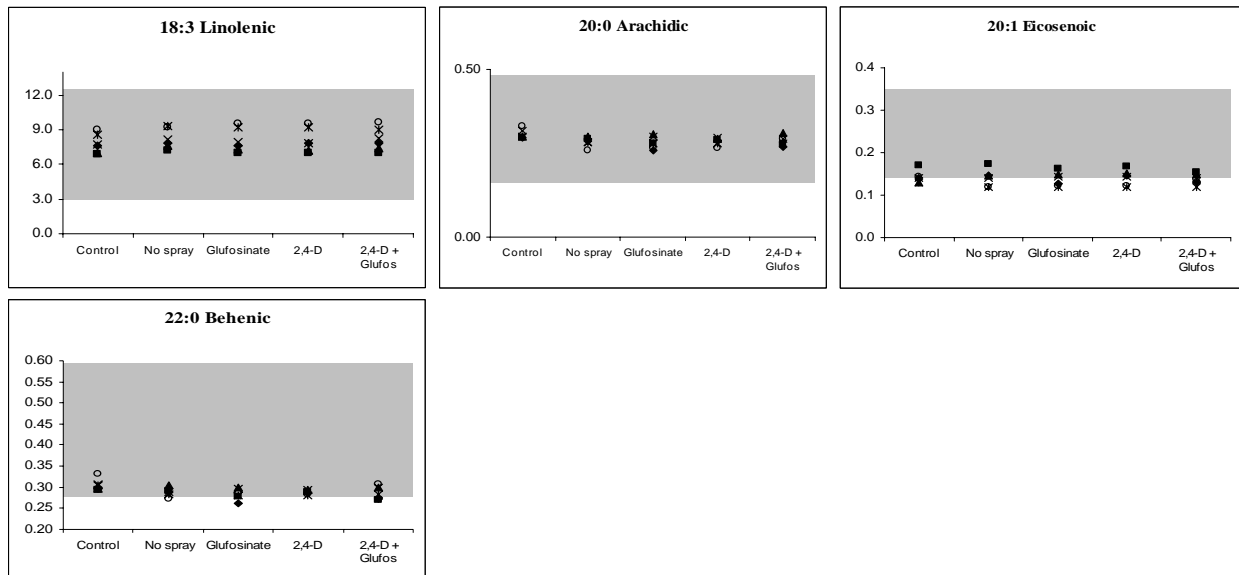 18:3 Linolenic
12.0
9.0
6.0
3.0
0.0
Control
No spray
Glufosinate
2,4-D
2,4-D +
Glufos
20:0 Arachidic
0.50
0.00
Control
No spray
Glufosinate
2,4-D
2,4-D +
Glufos
20:1 Eicosenoic
0.4
0.3
0.2
0.1
0.0
Control
No spray
Glufosinate
2,4-D
2,4-D +
Glufos
22:0 Behenic
0.60
0.55
0.50
0.45
0.40
0.35
0.30
0.25
0.20
Control
No spray
Glufosinate
2,4-D
2,4-D +
Glufos